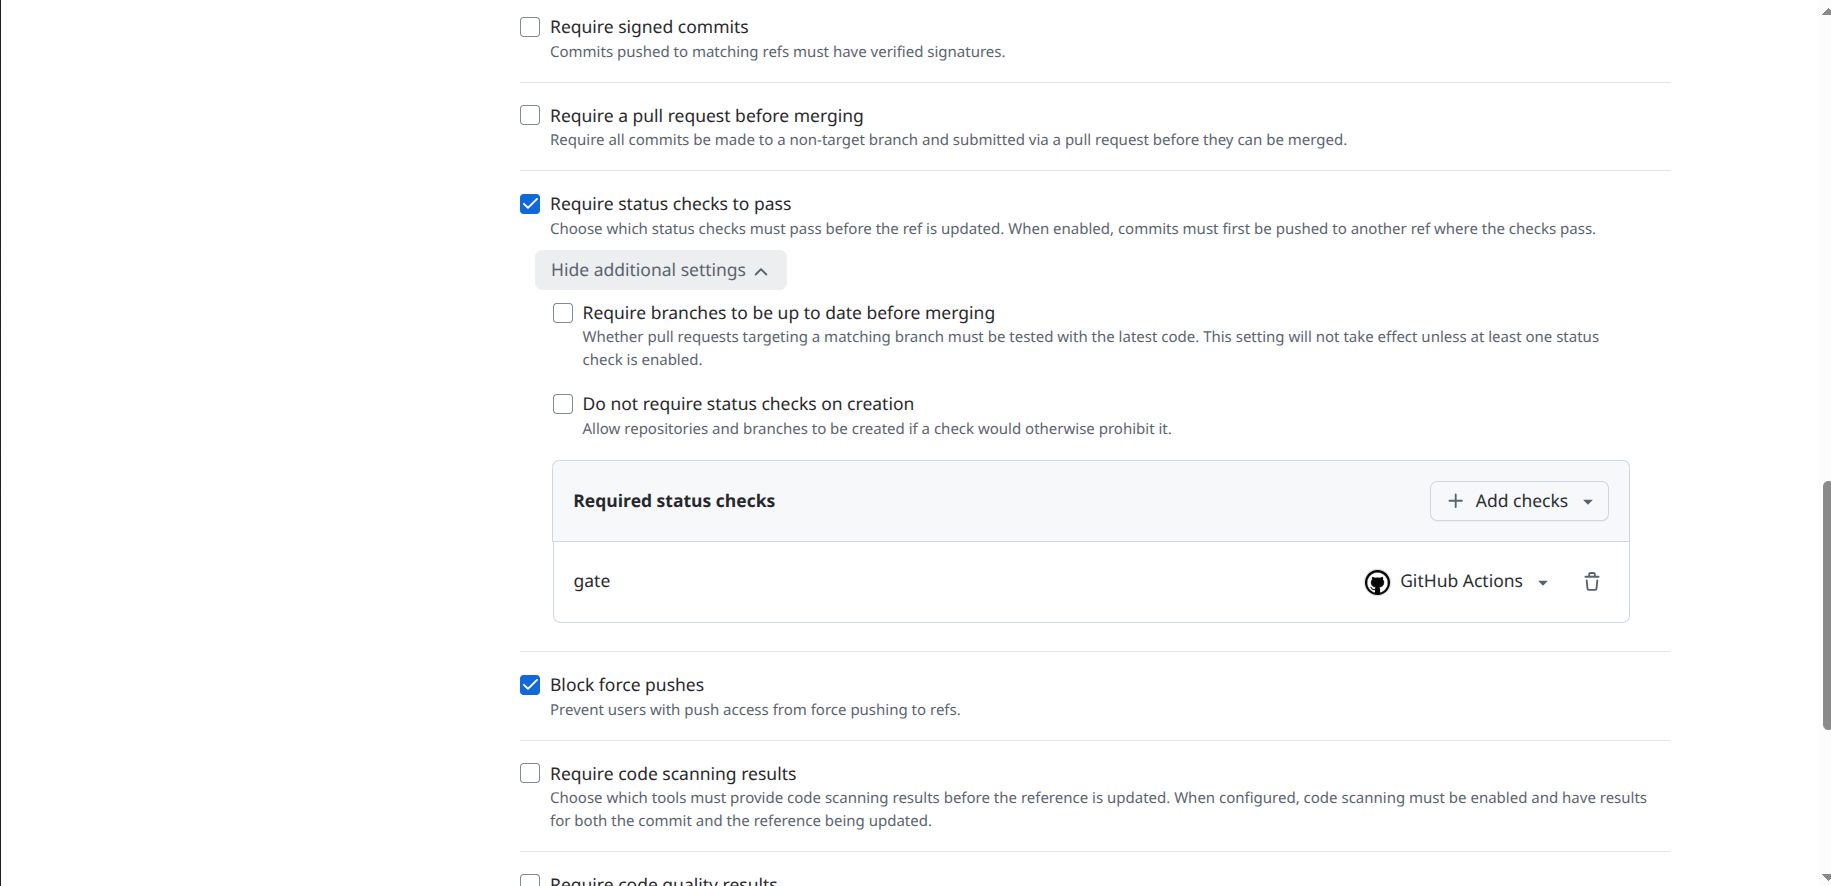 Require signed commits
Commits pushed to matching refs must have verified signatures.
Require a pull request before merging
Require all commits be made to a non-target branch and submitted via a pull request before they can be merged.
Require status checks to pass
Choose which status checks must pass before the ref is updated. When enabled, commits must first be pushed to another ref where the checks pass.
Hide additional settings
Require branches to be up to date before merging
Whether pull requests targeting a matching branch must be tested with the latest code. This setting will not take effect unless at least one status
check is enabled.
Do not require status checks on creation
Allow repositories and branches to be created if a check would otherwise prohibit it.
Required status checks
Add checks
gate
GitHub Actions
Block force pushes
Prevent users with push access from force pushing to refs.
Require code scanning results
Choose which tools must provide code scanning results before the reference is updated. When configured, code scanning must be enabled and have results
for both the commit and the reference being updated.
Require code quality results